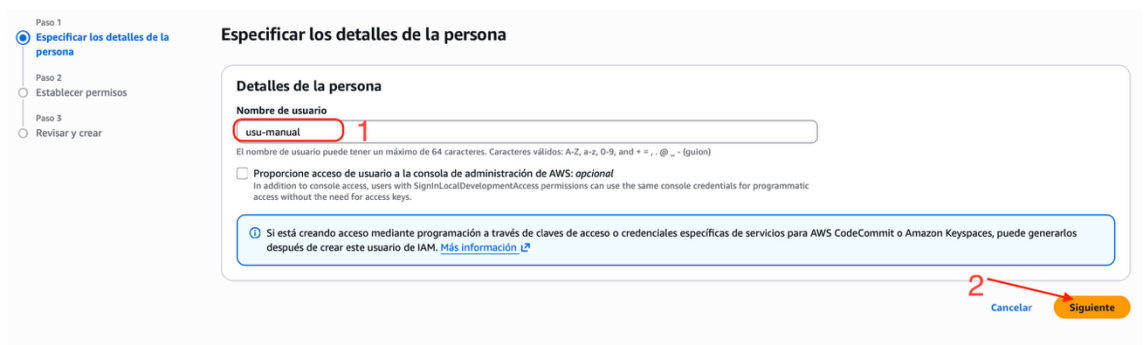 Paso 1
Especificar los detalles de la
persona
Paso 2
Establecer permisos
Paso 3
Revisar y crear
Especificar los detalles de la persona
Detalles de la persona
Nombre de usuario
usu-manual
1
El nombre de usuario puede tener un máximo de 64 caracteres. Caracteres válidos: A-Z, a-z, 0-9, and + = , . @ _ - (guion)
Proporcione acceso de usuario a la consola de administración de AWS: opcional
In addition to console access, users with SignInLocalDevelopmentAccess permissions can use the same console credentials for programmatic
access without the need for access keys.
Si está creando acceso mediante programación a través de claves de acceso o credenciales específicas de servicios para AWS CodeCommit o Amazon Keyspaces, puede generarlos
después de crear este usuario de IAM. Más información
2
Cancelar
Siguiente